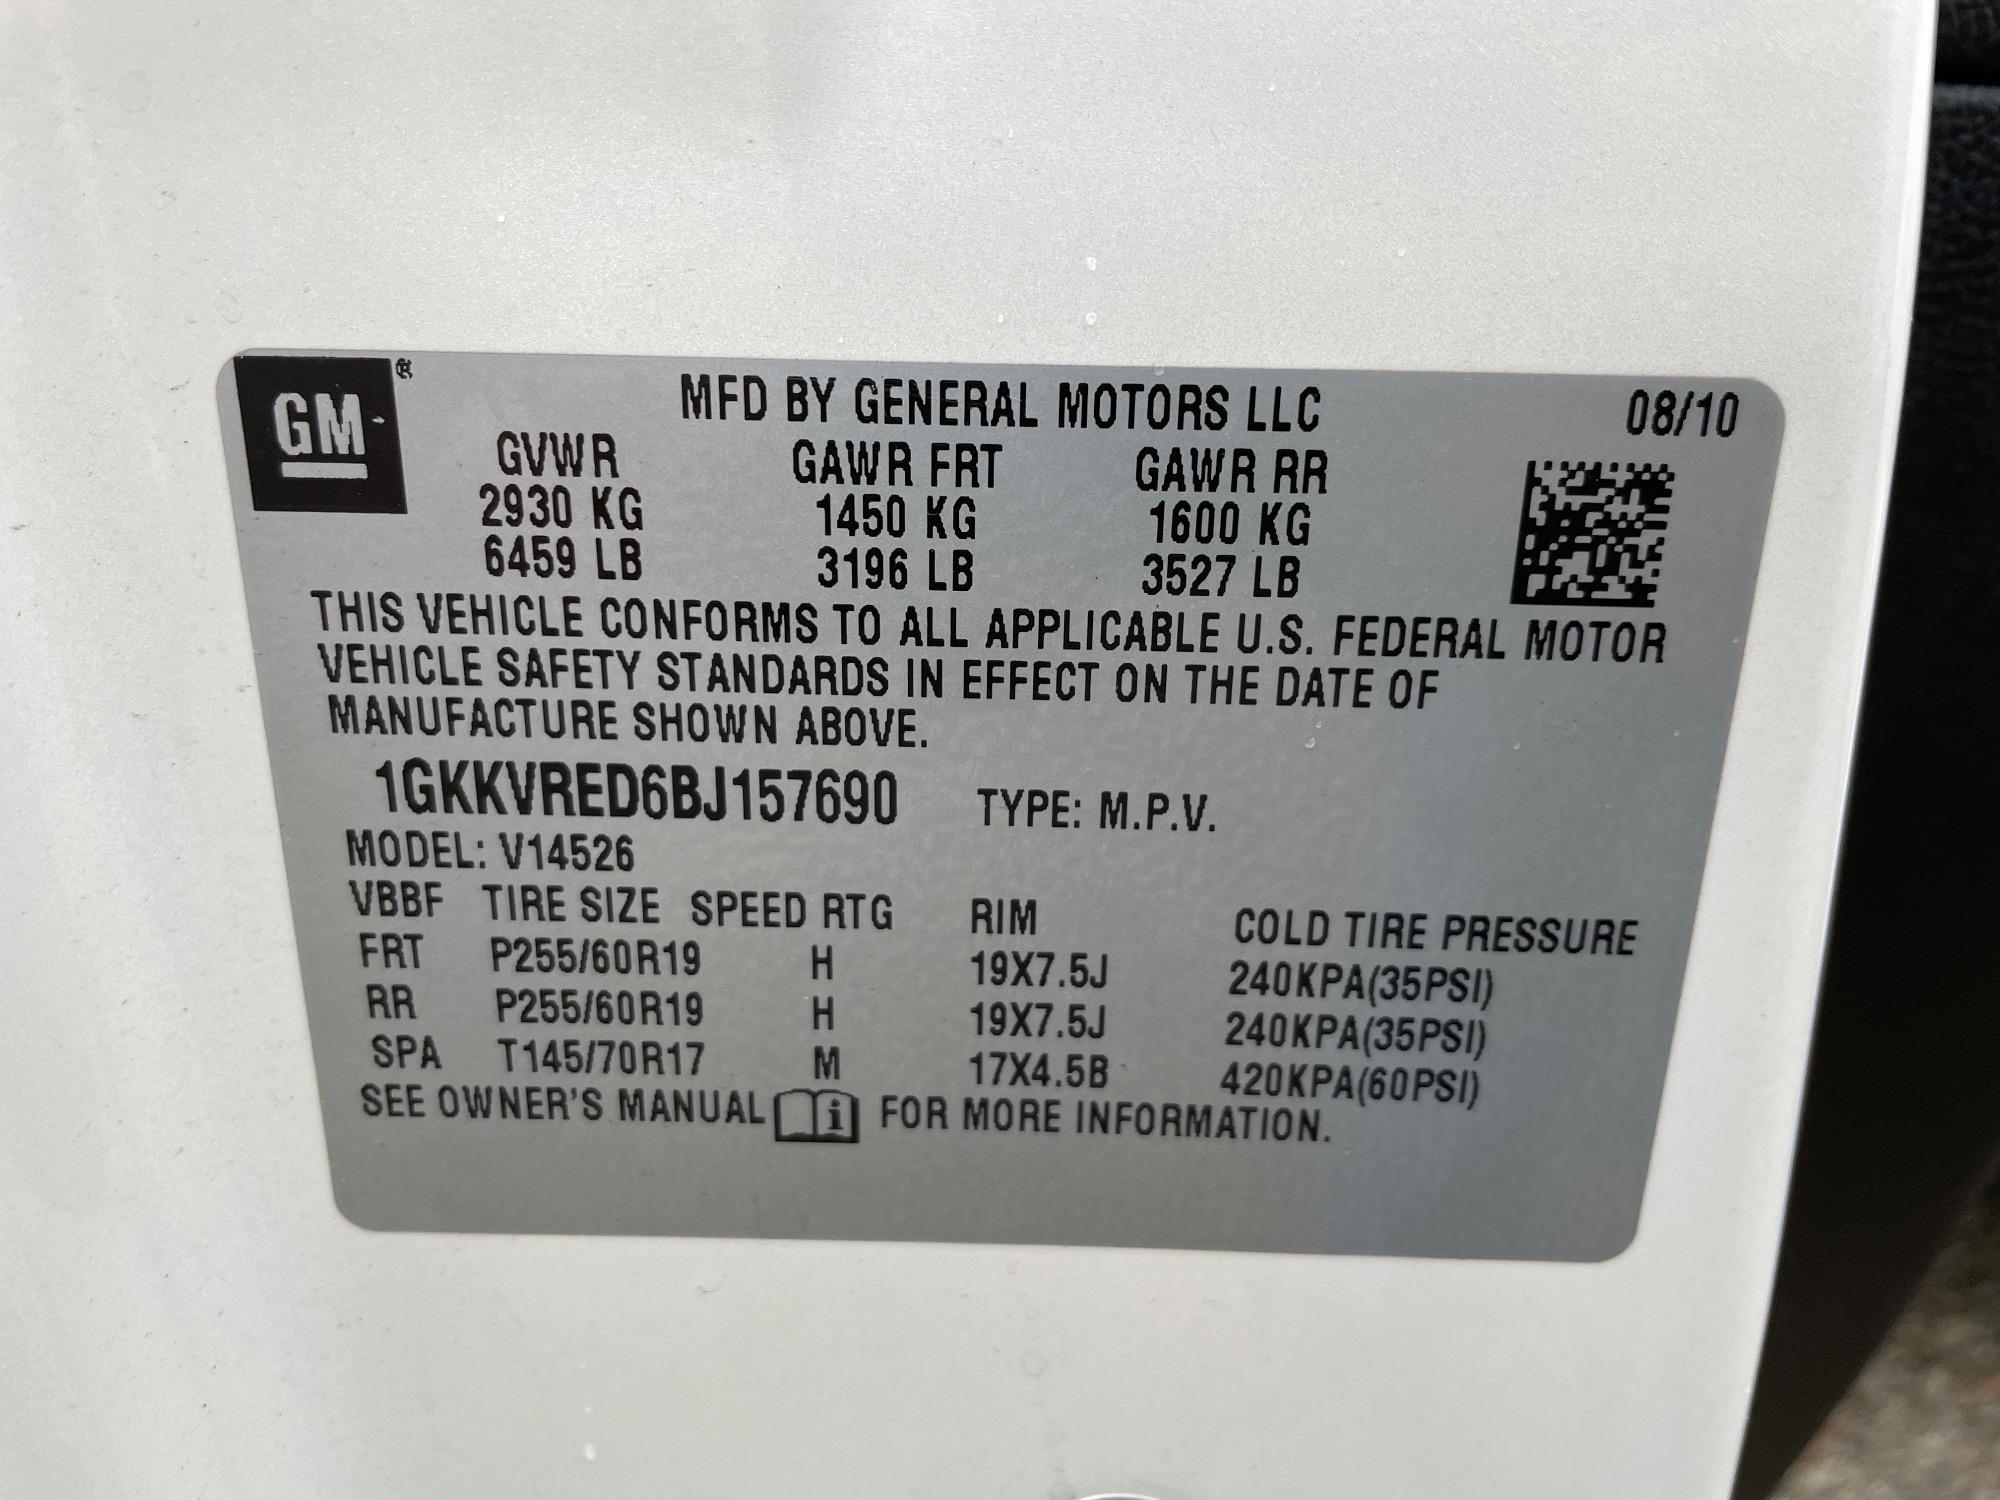 GM ®
MFD BY GENERAL MOTORS LLC 08/10
GVWR GAWR FRT GAWR RR
2930 KG 1450 KG 1600 KG
6459 LB 3196 LB 3527 LB
THIS VEHICLE CONFORMS TO ALL APPLICABLE U.S. FEDERAL MOTOR
VEHICLE SAFETY STANDARDS IN EFFECT ON THE DATE OF
MANUFACTURE SHOWN ABOVE.
1GKKVRED6BJ157690 TYPE: M.P.V.
MODEL: V14526
VBBF TIRE SIZE SPEED RTG RIM COLD TIRE PRESSURE
FRT P255/60R19 H 19X7.5J 240KPA(35PSI)
RR P255/60R19 H 19X7.5J 240KPA(35PSI)
SPA T145/70R17 M 17X4.5B 420KPA(60PSI)
SEE OWNER'S MANUAL i FOR MORE INFORMATION.